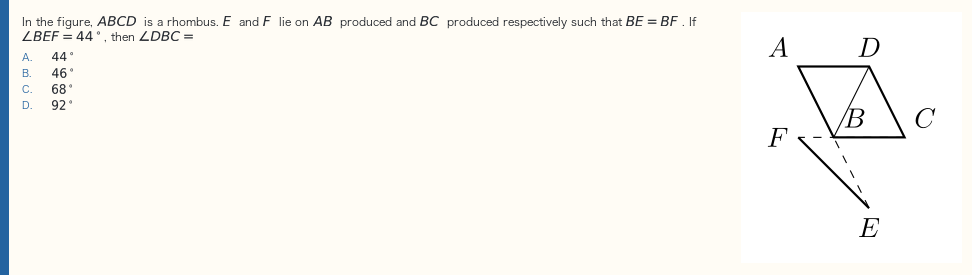 In the figure, ABCD is a rhombus. E and F lie on AB produced and BC produced respectively such that BE = BF . If
∠BEF = 44° , then ∠DBC =
A. 44°
B. 46°
C. 68°
D. 92°
A D
B C
F
E